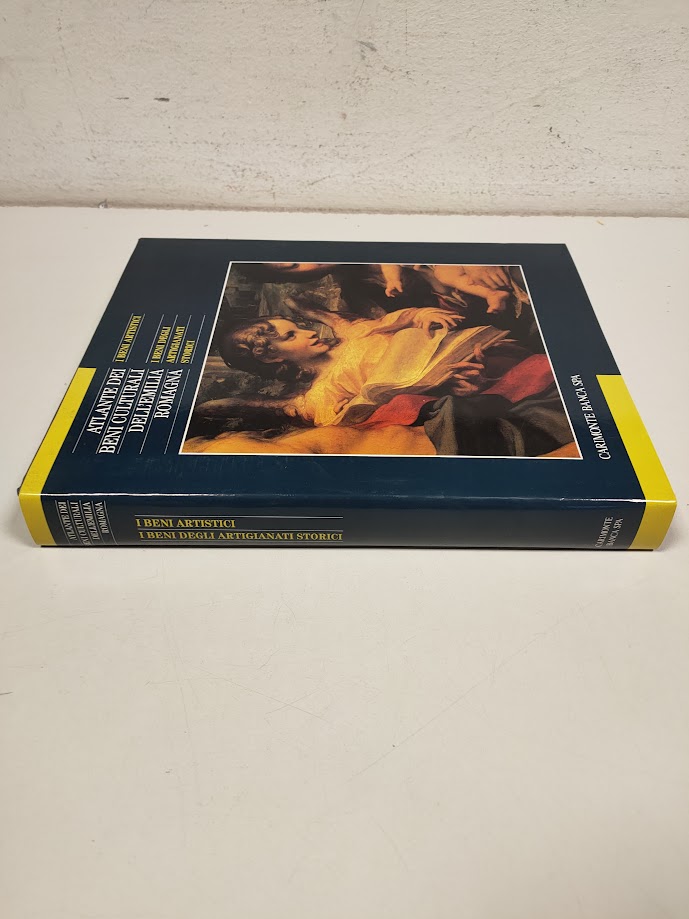 ATLANTE DEI
BENI CULTURALI
DELL'EMILIA
ROMAGNA
I BENI ARTISTICI
I BENI DEGLI
ARTIGIANATI
STORICI
CARIMONTE BANCA SPA
ATLANTE DEI
BENI CULTURALI
DELL'EMILIA
ROMAGNA
I BENI ARTISTICI
I BENI DEGLI ARTIGIANATI STORICI
CARIMONTE
BANCA SPA